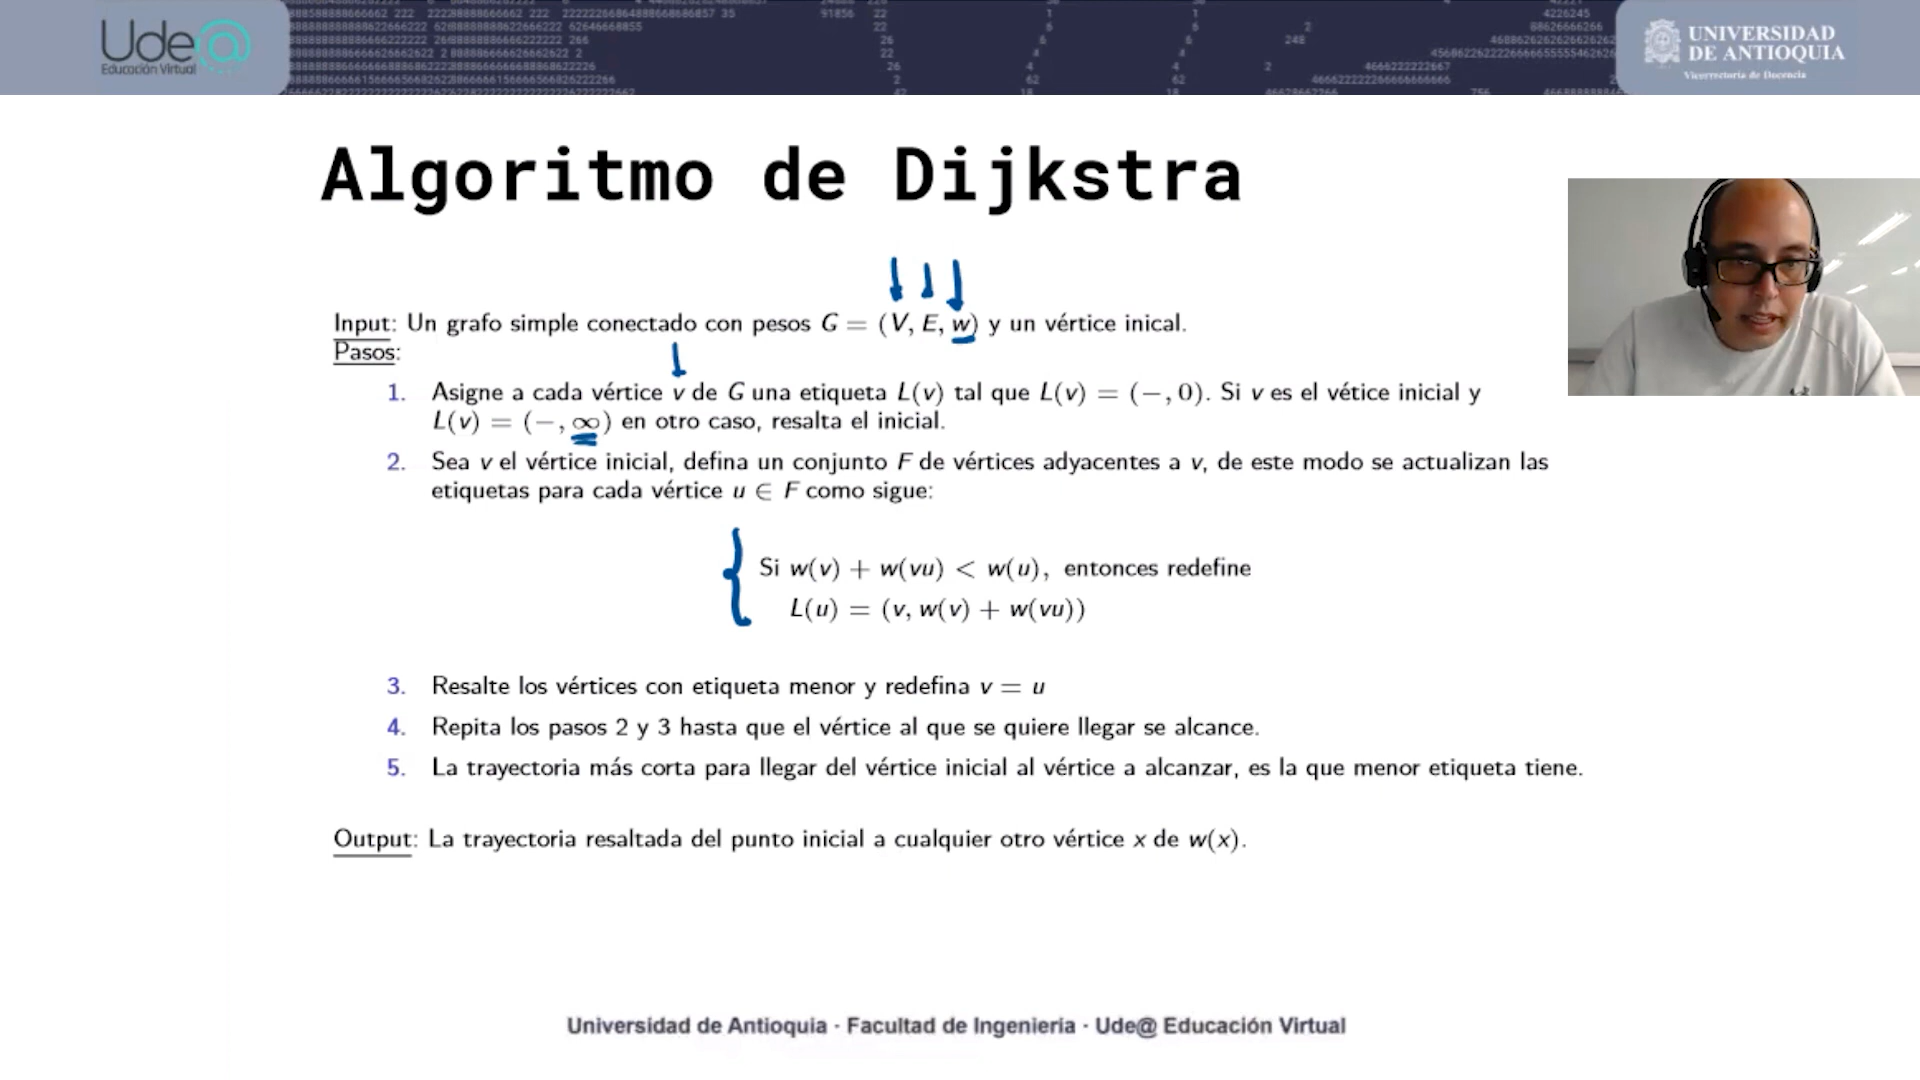 Ude@
Educación Virtual
UNIVERSIDAD
DE ANTIOQUIA
Vicerrectoría de Docencia
Algoritmo de Dijkstra
Input: Un grafo simple conectado con pesos G = (V, E, w) y un vértice inical.
Pasos:
1. Asigne a cada vértice v de G una etiqueta L(v) tal que L(v) = (−, 0). Si v es el vétice inicial y
L(v) = (−, ∞) en otro caso, resalta el inicial.
2. Sea v el vértice inicial, defina un conjunto F de vértices adyacentes a v, de este modo se actualizan las
etiquetas para cada vértice u ∈ F como sigue:
Si w(v) + w(vu) < w(u), entonces redefine
L(u) = (v, w(v) + w(vu))
3. Resalte los vértices con etiqueta menor y redefina v = u
4. Repita los pasos 2 y 3 hasta que el vértice al que se quiere llegar se alcance.
5. La trayectoria más corta para llegar del vértice inicial al vértice a alcanzar, es la que menor etiqueta tiene.
Output: La trayectoria resaltada del punto inicial a cualquier otro vértice x de w(x).
Universidad de Antioquia · Facultad de Ingeniería · Ude@ Educación Virtual